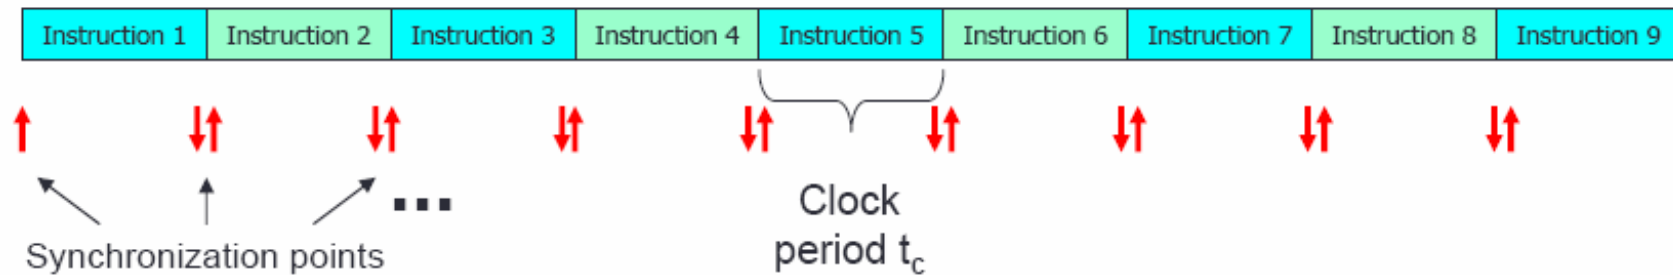 Instruction 1 Instruction 2 Instruction 3 Instruction 4 Instruction 5 Instruction 6 Instruction 7 Instruction 8 Instruction 9
...
Synchronization points
Clock
period tc